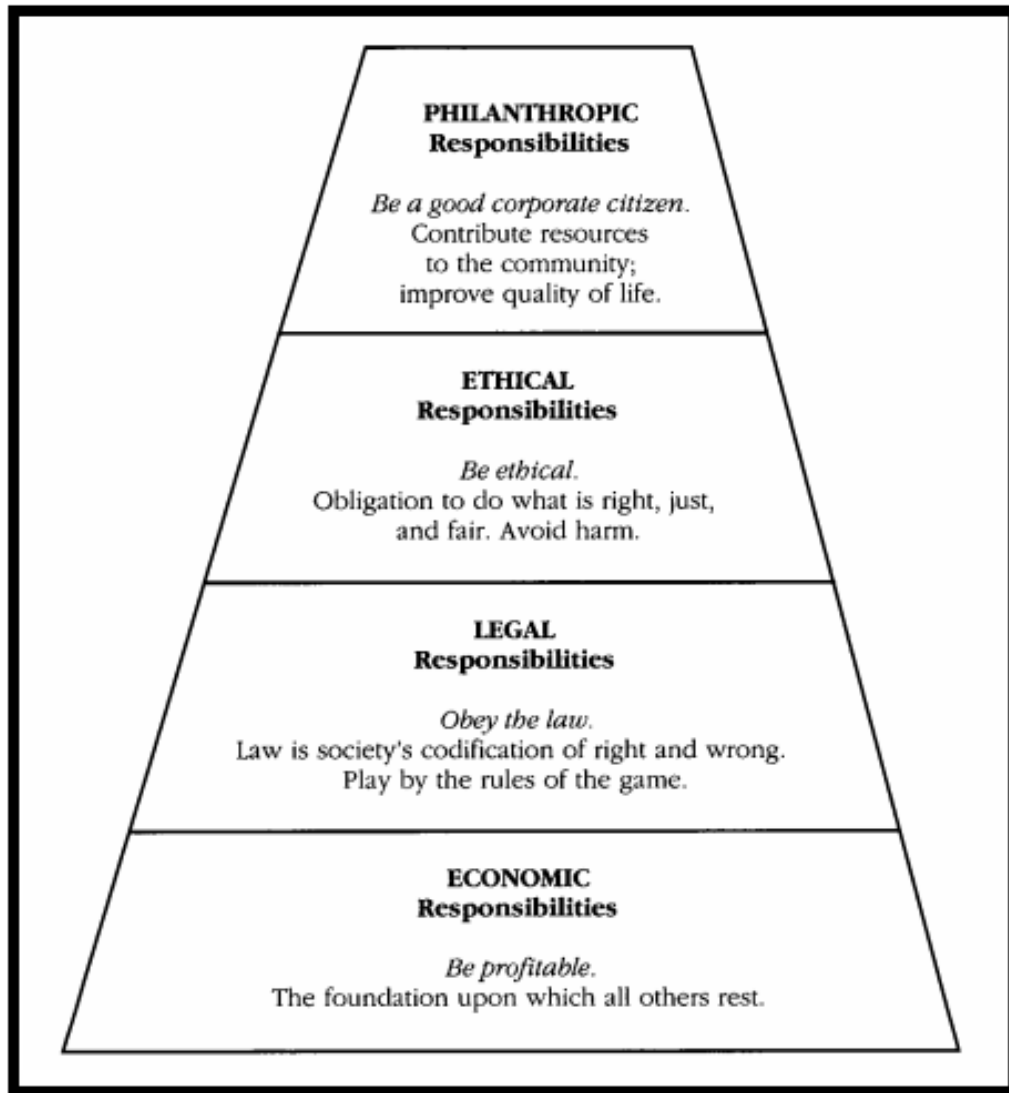 PHILANTHROPIC
Responsibilities
Be a good corporate citizen.
Contribute resources
to the community;
improve quality of life.
ETHICAL
Responsibilities
Be ethical.
Obligation to do what is right, just,
and fair. Avoid harm.
LEGAL
Responsibilities
Obey the law.
Law is society's codification of right and wrong.
Play by the rules of the game.
ECONOMIC
Responsibilities
Be profitable.
The foundation upon which all others rest.